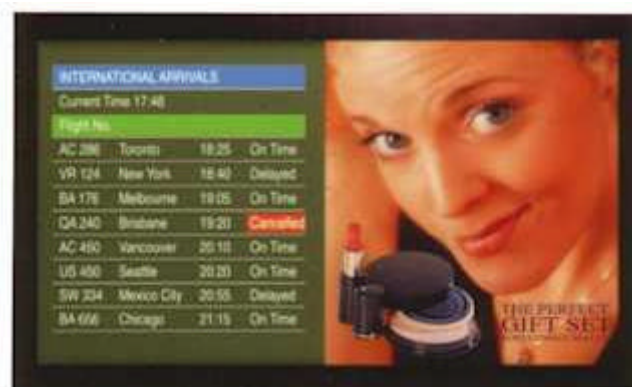 INTERNATIONAL ARRIVALS
Current Time 17:48
Flight No.
AC 286 Toronto 18:25 On Time
VR 124 New York 18:40 Delayed
BA 176 Melbourne 19:05 On Time
QA 240 Brisbane 19:20 Cancelled
AC 450 Vancouver 20:10 On Time
US 450 Seattle 20:20 On Time
SW 334 Mexico City 20:55 Delayed
BA 656 Chicago 21:15 On Time
THE PERFECT
GIFT SET